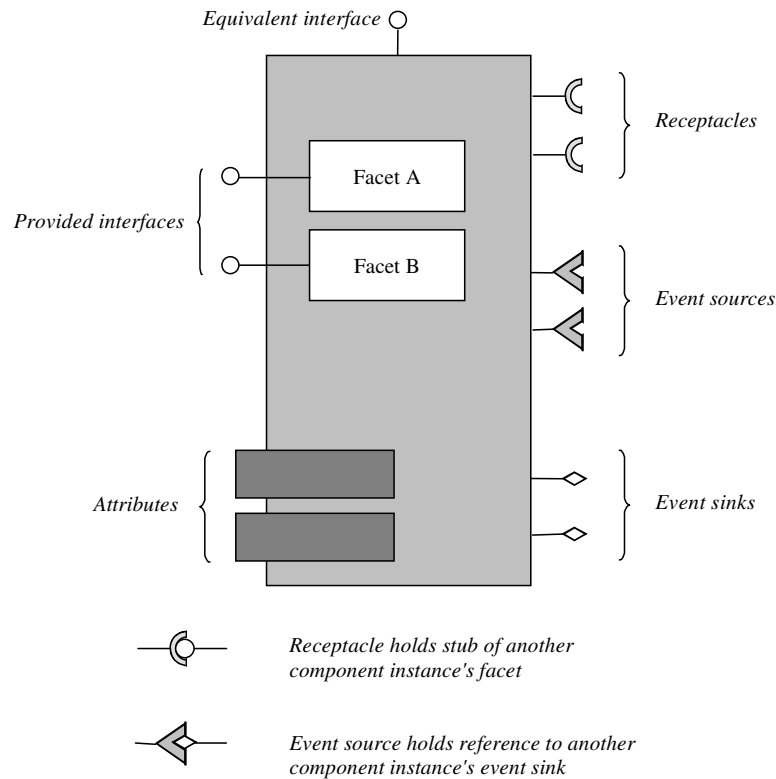 Equivalent interface
Receptacles
Facet A
Provided interfaces
Facet B
Event sources
Attributes
Event sinks
Receptacle holds stub of another
component instance's facet
Event source holds reference to another
component instance's event sink